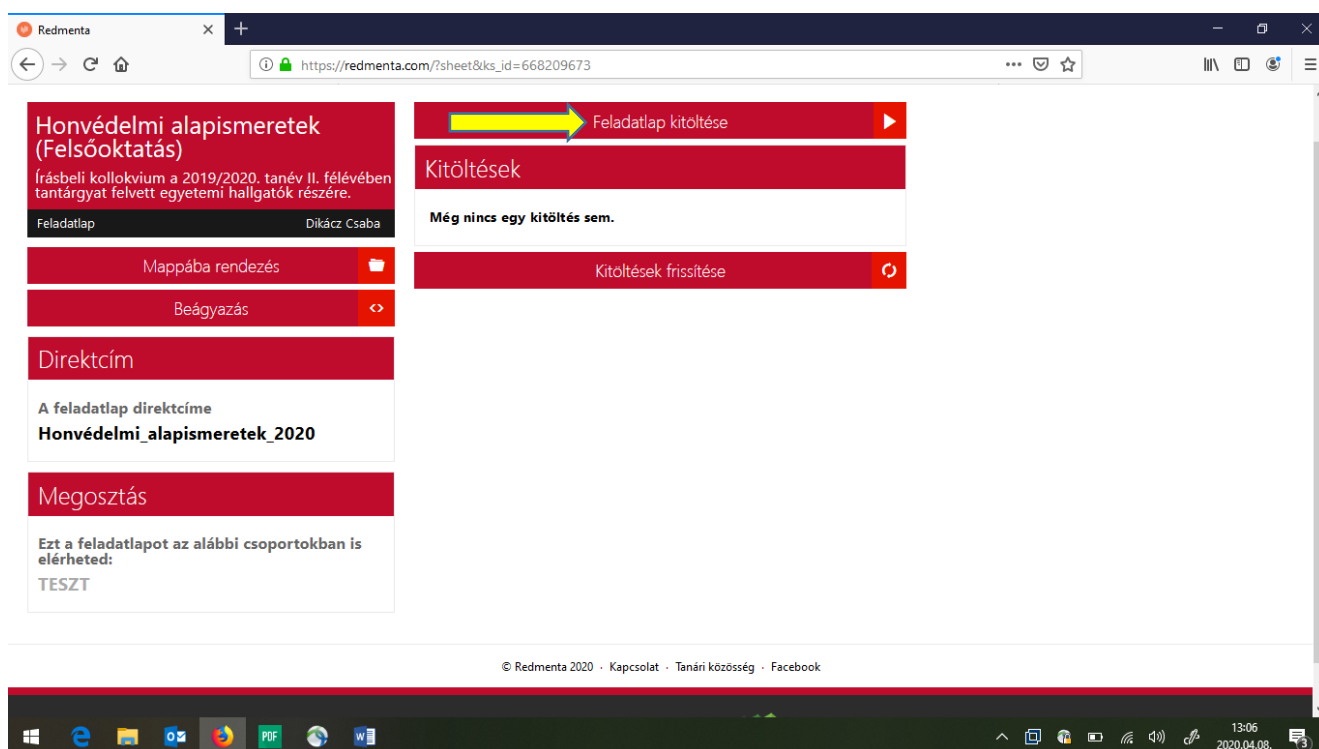 Redmenta
https://redmenta.com/?sheet&ks_id=668209673
Honvédelmi alapismeretek
(Felsőoktatás)
Írásbeli kollokvium a 2019/2020. tanév II. félévében
tantárgyat felvett egyetemi hallgatók részére.
Feladatlap Dikácz Csaba
Mappába rendezés
Beágyazás
Direktcím
A feladatlap direktcíme
Honvédelmi_alapismeretek_2020
Megosztás
Ezt a feladatlapot az alábbi csoportokban is
elérheted:
TESZT
Feladatlap kitöltése
Kitöltések
Még nincs egy kitöltés sem.
Kitöltések frissítése
© Redmenta 2020 · Kapcsolat · Tanári közösség · Facebook
PDF
13:06
2020.04.08.
3